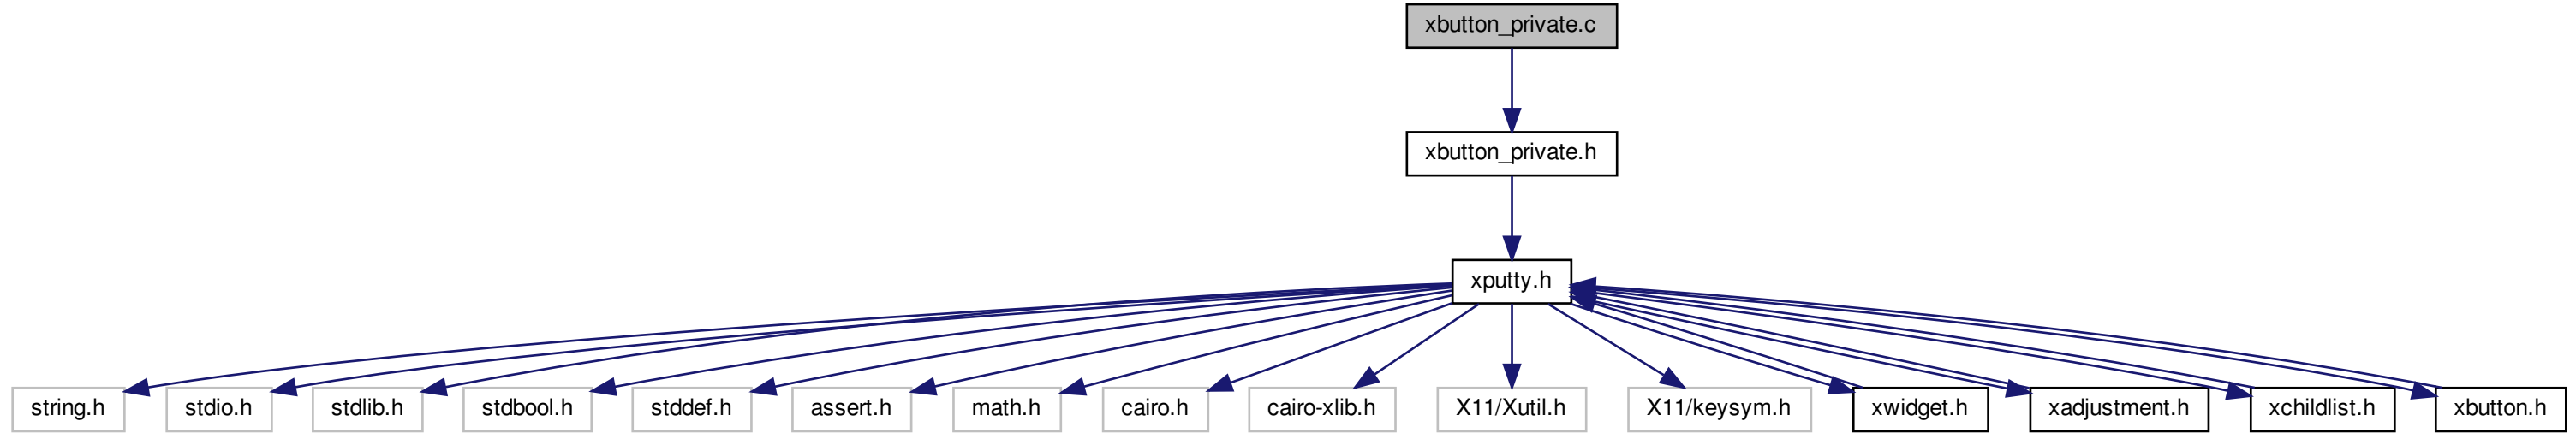 xbutton_private.c
xbutton_private.h
xputty.h
string.h
stdio.h
stdlib.h
stdbool.h
stddef.h
assert.h
math.h
cairo.h
cairo-xlib.h
X11/Xutil.h
X11/keysym.h
xwidget.h
xadjustment.h
xchildlist.h
xbutton.h